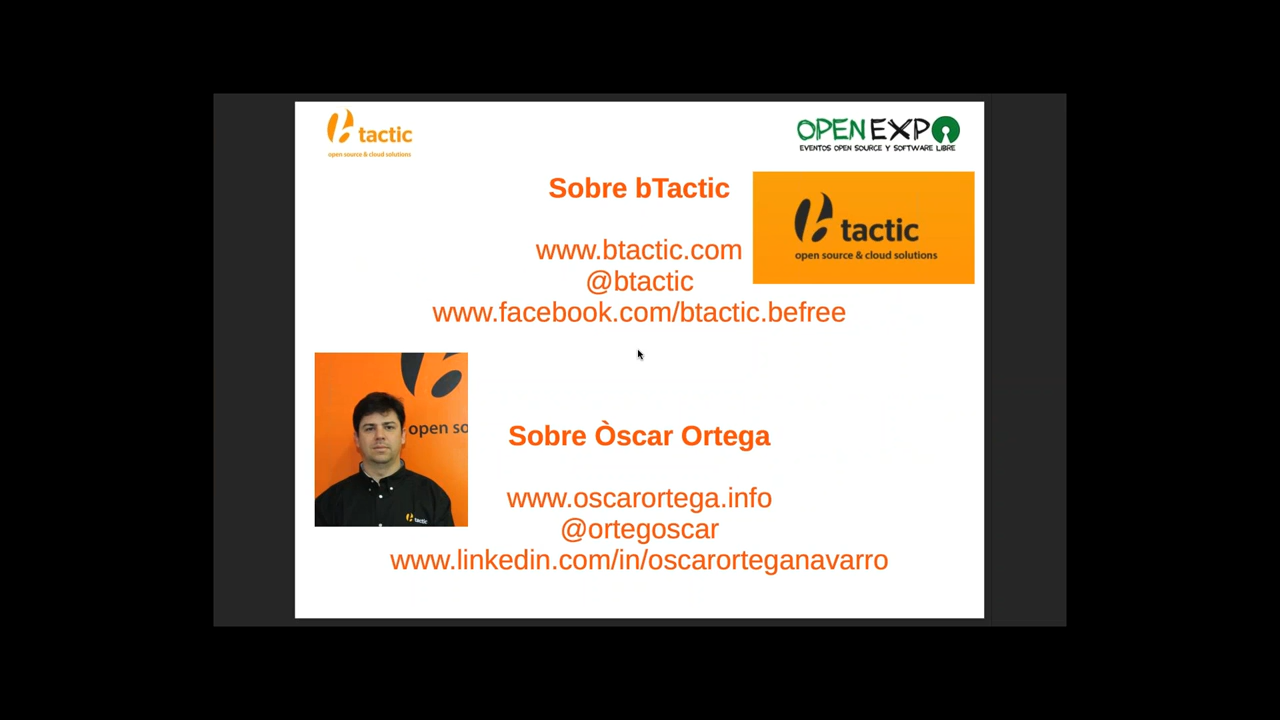 tactic
open source & cloud solutions
OPENEXPO
EVENTOS OPEN SOURCE Y SOFTWARE LIBRE
Sobre bTactic
tactic
open source & cloud solutions
www.btactic.com
@btactic
www.facebook.com/btactic.befree
open so
tactic
Sobre Òscar Ortega
www.oscarortega.info
@ortegoscar
www.linkedin.com/in/oscarorteganavarro